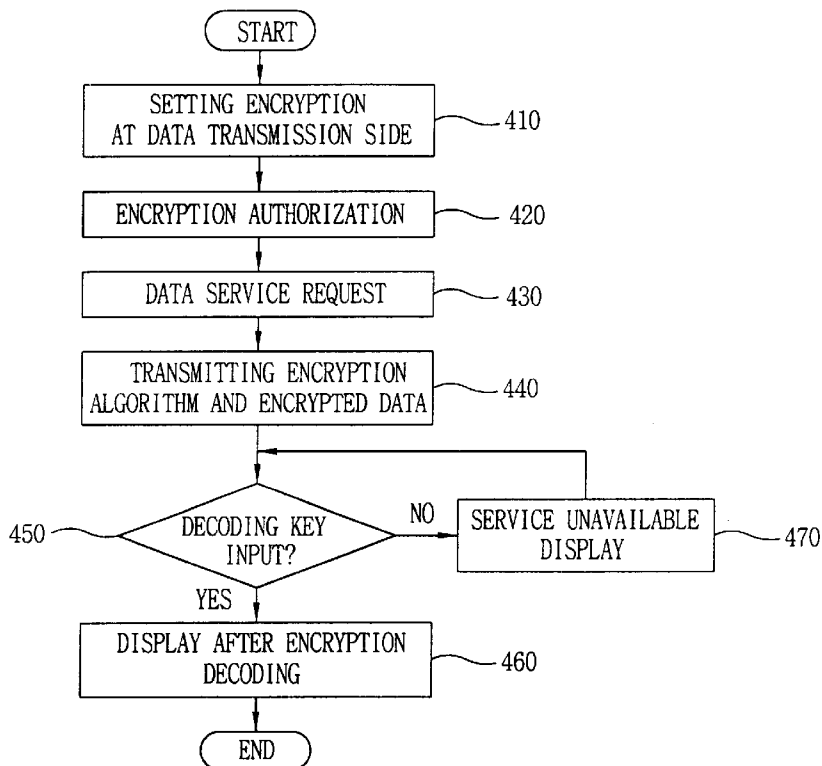 START
SETTING ENCRYPTION
AT DATA TRANSMISSION SIDE
410
ENCRYPTION AUTHORIZATION
420
DATA SERVICE REQUEST
430
TRANSMITTING ENCRYPTION
ALGORITHM AND ENCRYPTED DATA
440
450
DECODING KEY
INPUT?
NO
SERVICE UNAVAILABLE
DISPLAY
470
YES
DISPLAY AFTER ENCRYPTION
DECODING
460
END